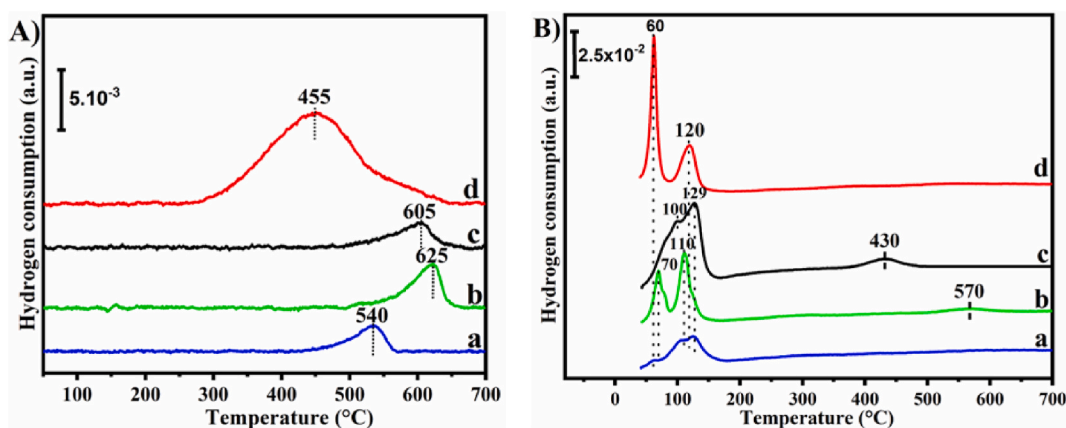 A)
Hydrogen consumption (a.u.)
5.10-3
455
d
605
c
625
b
540
a
100 200 300 400 500 600 700
Temperature (°C)
B)
Hydrogen consumption (a.u.)
2.5x10-2
60
120
d
129
100
430
c
110
70
570
b
a
0 100 200 300 400 500 600 700
Temperature (°C)